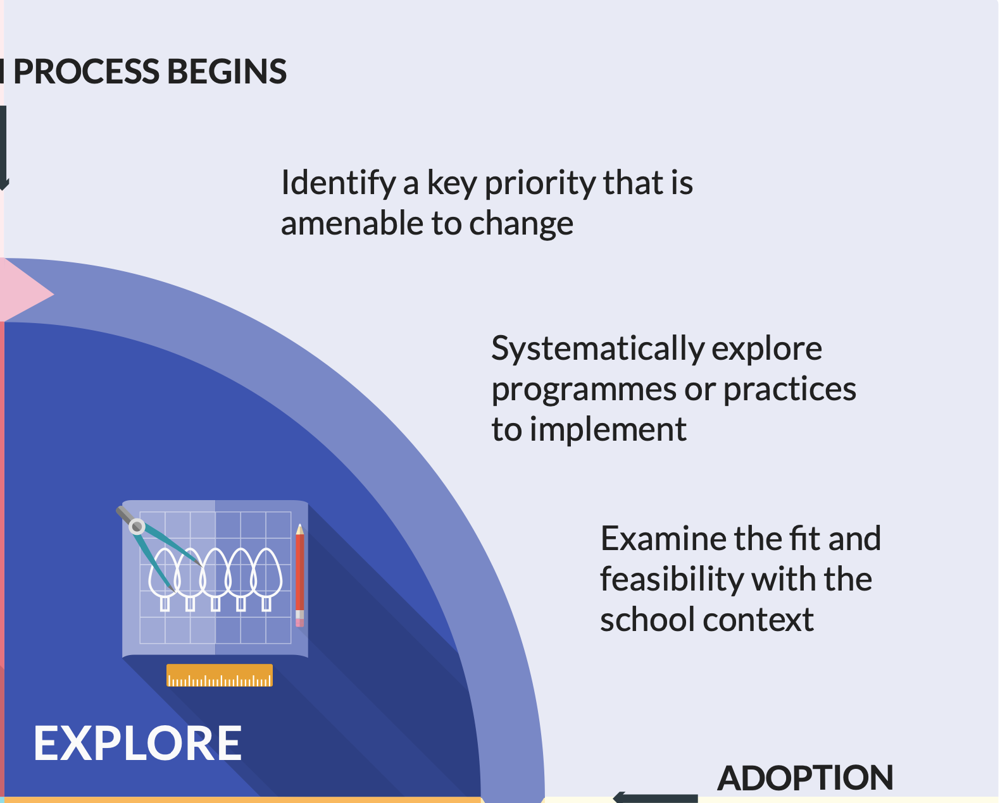 PROCESS BEGINS
Identify a key priority that is
amenable to change
Systematically explore
programmes or practices
to implement
Examine the fit and
feasibility with the
school context
EXPLORE
ADOPTION